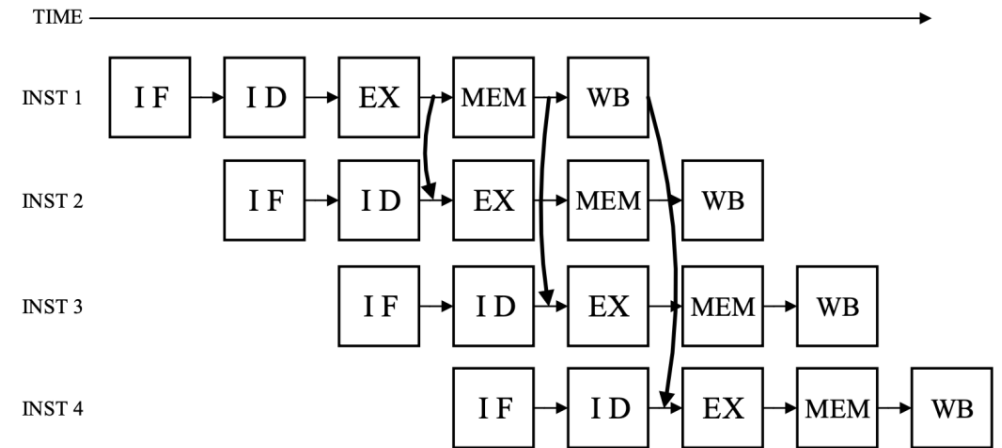 TIME
INST 1 IF ID EX MEM WB
INST 2 IF ID EX MEM WB
INST 3 IF ID EX MEM WB
INST 4 IF ID EX MEM WB